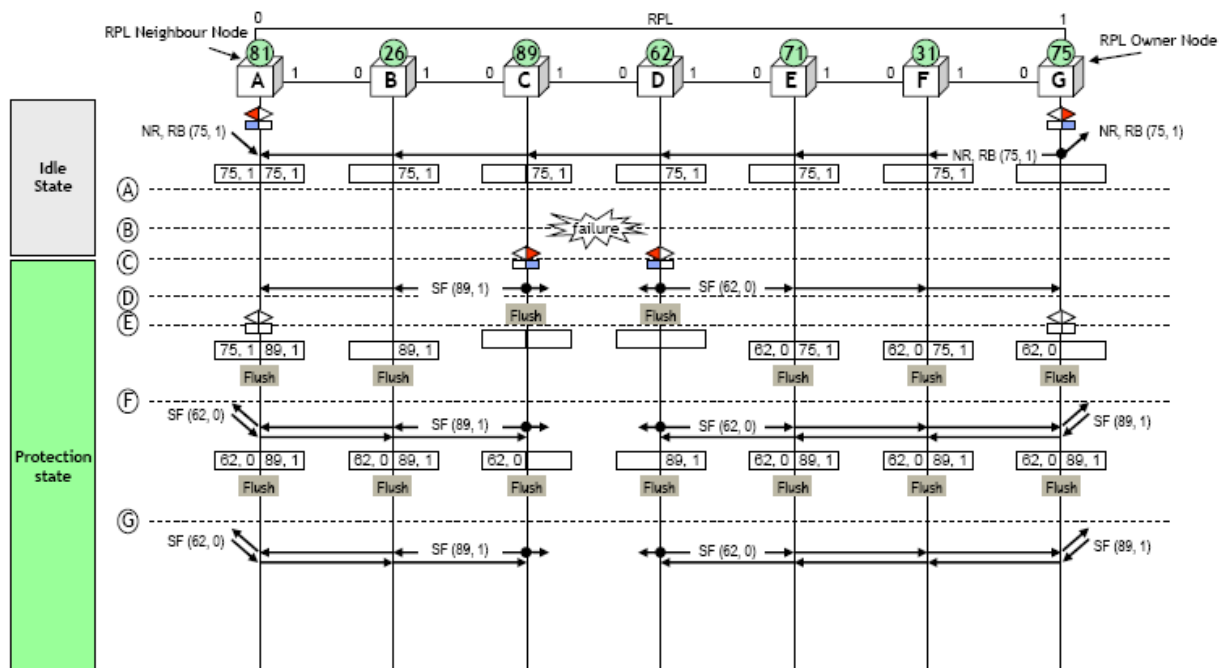 0 RPL 1
RPL Neighbour Node
RPL Owner Node
81 26 89 62 71 31 75
A 1 0 B 1 0 C 1 0 D 1 0 E 1 0 F 1 0 G
Idle
State
NR, RB (75, 1) NR, RB (75, 1) NR, RB (75, 1)
75, 1 75, 1 75, 1 75, 1 75, 1 75, 1 75, 1
A
B failure
C
SF (89, 1) SF (62, 0)
D
Flush Flush
E
75, 1 89, 1 89, 1 62, 0 75, 1 62, 0 75, 1 62, 0
Flush Flush Flush Flush Flush
F
Protection
state
SF (62, 0) SF (89, 1) SF (62, 0) SF (89, 1)
62, 0 89, 1 62, 0 89, 1 62, 0 89, 1 62, 0 89, 1 62, 0 89, 1 62, 0 89, 1
Flush Flush Flush Flush Flush Flush Flush
G
SF (62, 0) SF (89, 1) SF (62, 0) SF (89, 1)